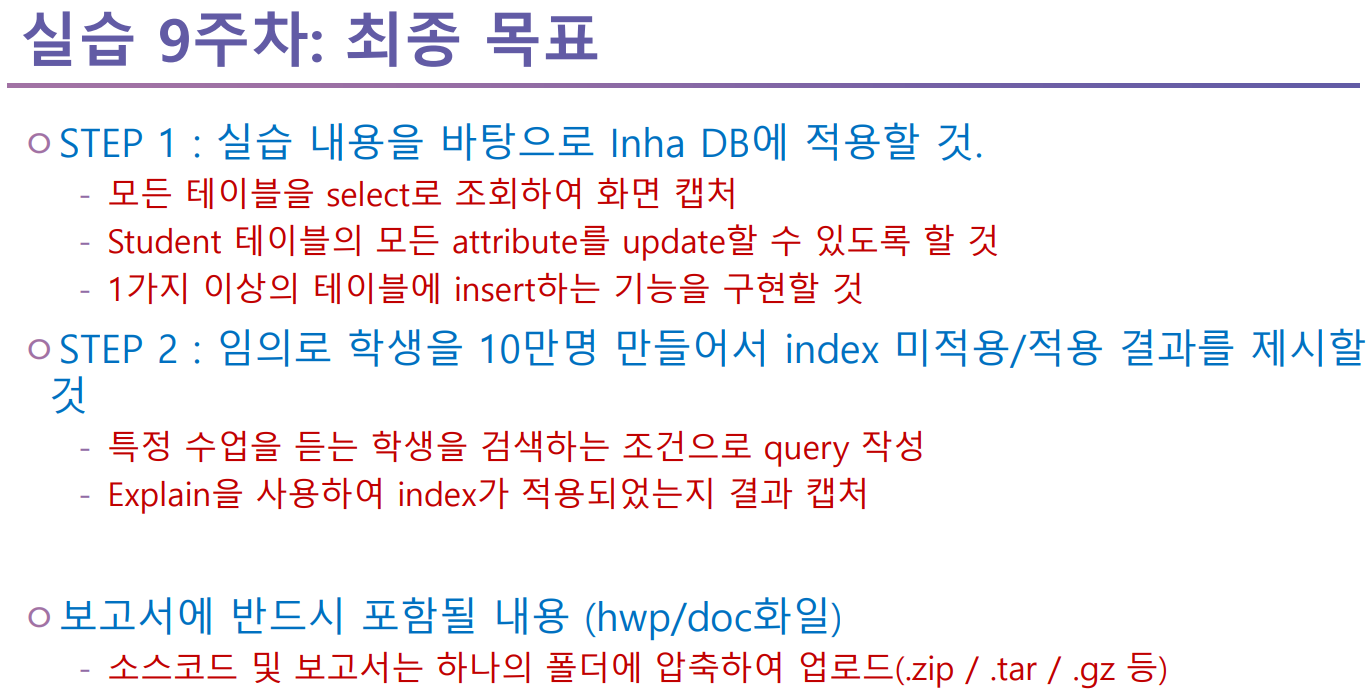 실습 9주차: 최종 목표
STEP 1 : 실습 내용을 바탕으로 Inha DB에 적용할 것.
- 모든 테이블을 select로 조회하여 화면 캡처
- Student 테이블의 모든 attribute를 update할 수 있도록 할 것
- 1가지 이상의 테이블에 insert하는 기능을 구현할 것
STEP 2 : 임의로 학생을 10만명 만들어서 index 미적용/적용 결과를 제시할
것
- 특정 수업을 듣는 학생을 검색하는 조건으로 query 작성
- Explain을 사용하여 index가 적용되었는지 결과 캡처
보고서에 반드시 포함될 내용 (hwp/doc화일)
- 소스코드 및 보고서는 하나의 폴더에 압축하여 업로드(.zip / .tar / .gz 등)